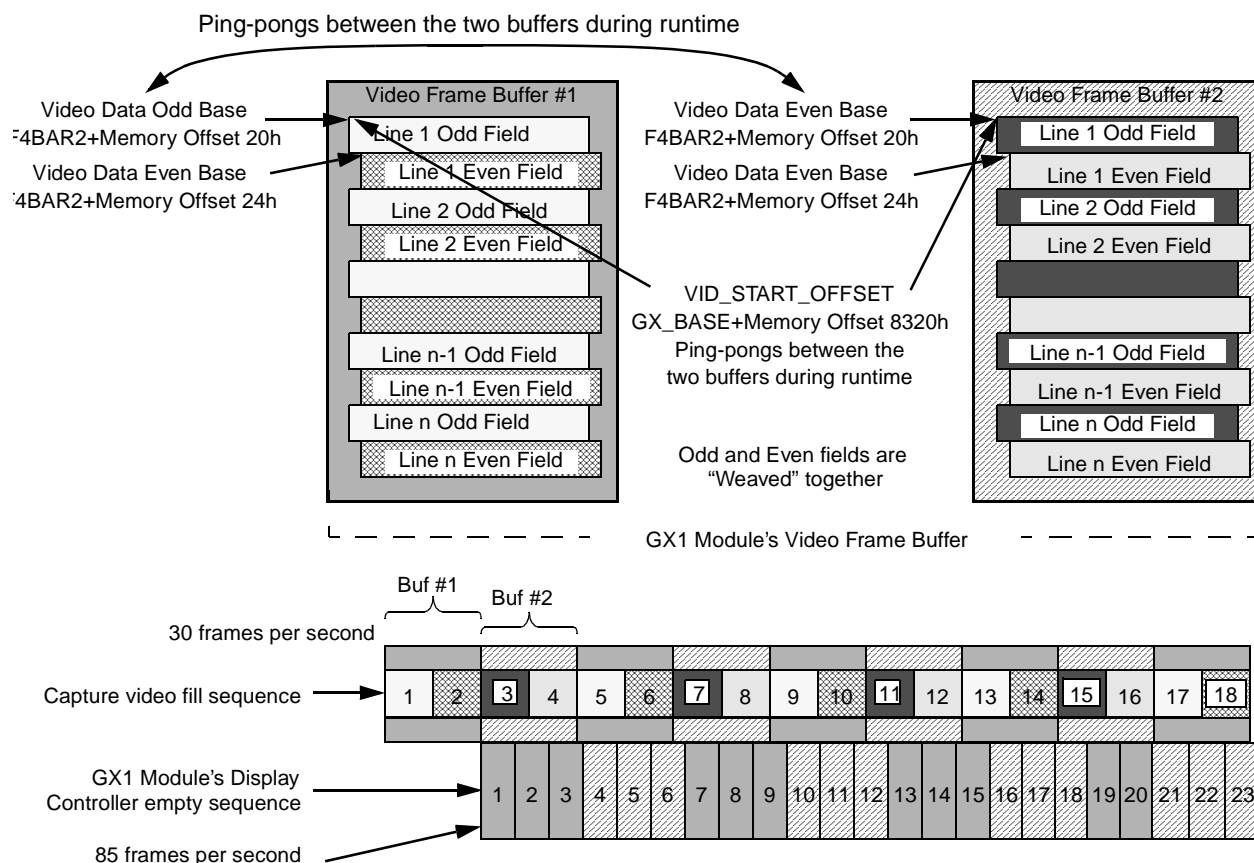 Ping-pongs between the two buffers during runtime
Video Data Odd Base
F4BAR2+Memory Offset 20h
Video Data Even Base
F4BAR2+Memory Offset 24h
Video Frame Buffer #1
Line 1 Odd Field
Line 1 Even Field
Line 2 Odd Field
Line 2 Even Field
Line n-1 Odd Field
Line n-1 Even Field
Line n Odd Field
Line n Even Field
Video Data Even Base
F4BAR2+Memory Offset 20h
Video Data Even Base
F4BAR2+Memory Offset 24h
VID_START_OFFSET
GX_BASE+Memory Offset 8320h
Ping-pongs between the
two buffers during runtime
Odd and Even fields are
“Weaved” together
Video Frame Buffer #2
Line 1 Odd Field
Line 1 Even Field
Line 2 Odd Field
Line 2 Even Field
Line n-1 Odd Field
Line n-1 Even Field
Line n Odd Field
Line n Even Field
GX1 Module's Video Frame Buffer
Buf #1
Buf #2
30 frames per second
Capture video fill sequence
1 2 3 4 5 6 7 8 9 10 11 12 13 14 15 16 17 18
GX1 Module's Display
Controller empty sequence
1 2 3 4 5 6 7 8 9 10 11 12 13 14 15 16 17 18 19 20 21 22 23
85 frames per second